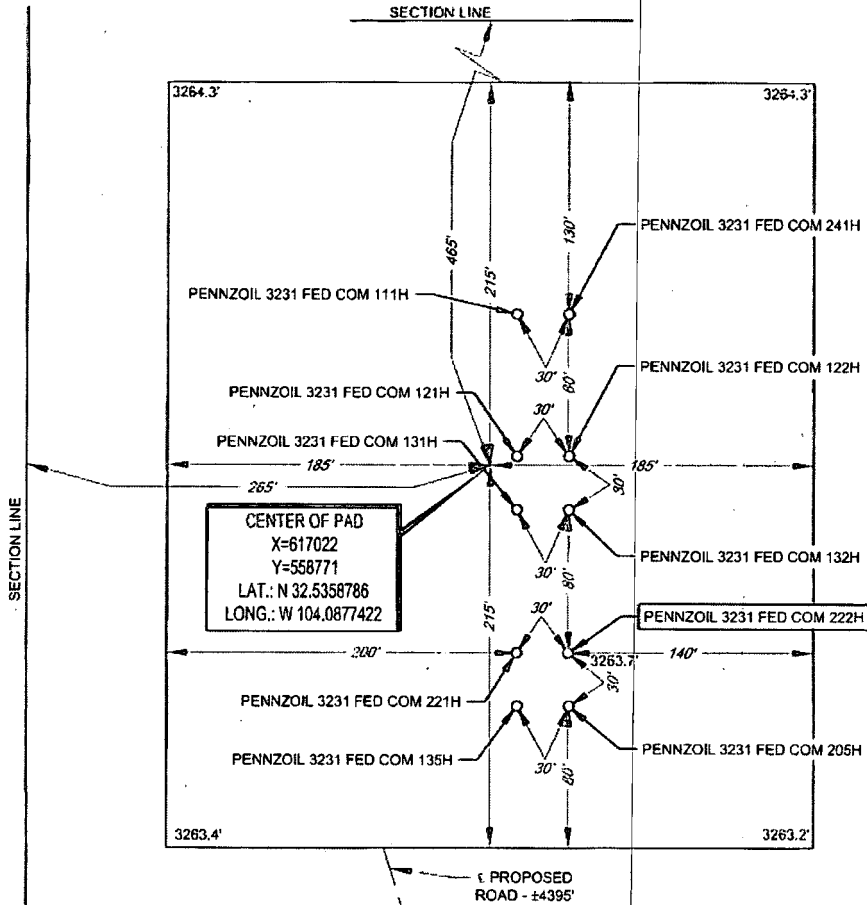 SECTION LINE
3264.3'
3264.3'
465'
215'
130'
PENNZOIL 3231 FED COM 241H
PENNZOIL 3231 FED COM 111H
30'
80'
PENNZOIL 3231 FED COM 121H
30'
PENNZOIL 3231 FED COM 122H
PENNZOIL 3231 FED COM 131H
185'
185'
265'
30'
SECTION LINE
CENTER OF PAD
X=617022
Y=558771
LAT.: N 32.5358786
LONG.: W 104.0877422
PENNZOIL 3231 FED COM 132H
30'
80'
215'
30'
PENNZOIL 3231 FED COM 222H
200'
3263.7'
140'
30'
PENNZOIL 3231 FED COM 221H
PENNZOIL 3231 FED COM 205H
PENNZOIL 3231 FED COM 135H
30'
80'
3263.4'
3263.2'
℄ PROPOSED
ROAD - ±4395'